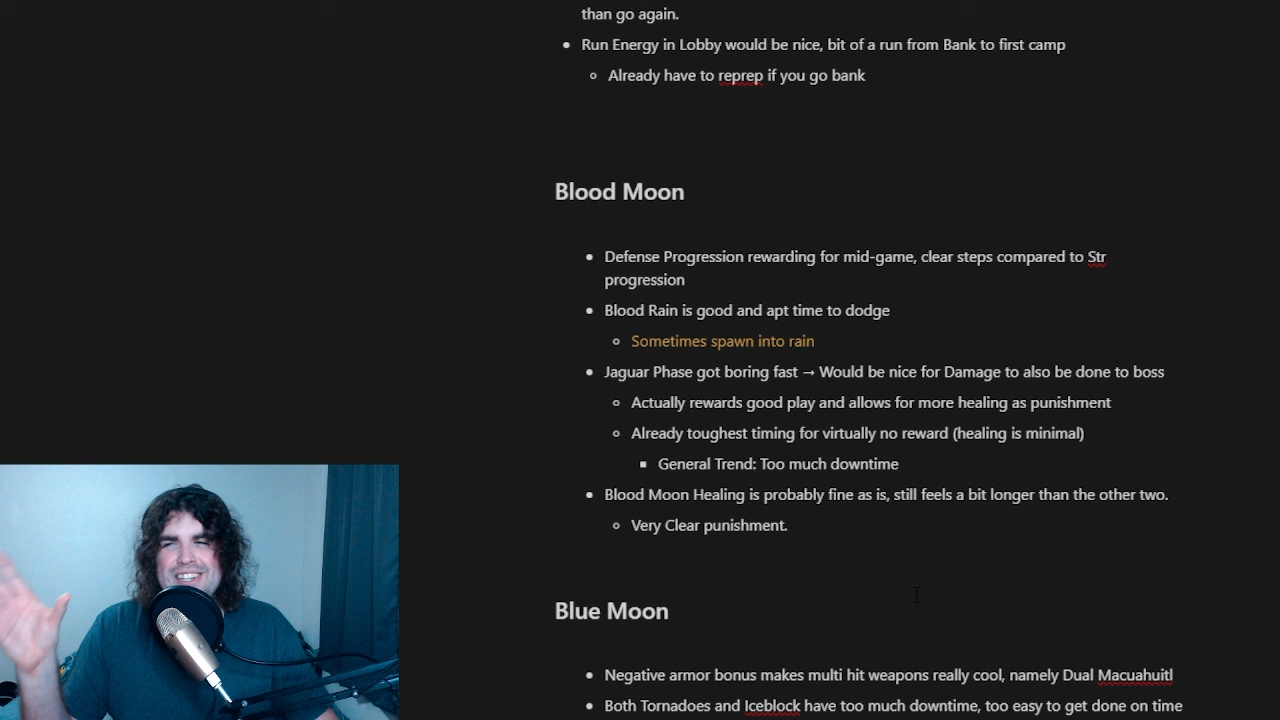 than go again.
Run Energy in Lobby would be nice, bit of a run from Bank to first camp
Already have to reprep if you go bank
Blood Moon
Defense Progression rewarding for mid-game, clear steps compared to Str
progression
Blood Rain is good and apt time to dodge
Sometimes spawn into rain
Jaguar Phase got boring fast → Would be nice for Damage to also be done to boss
Actually rewards good play and allows for more healing as punishment
Already toughest timing for virtually no reward (healing is minimal)
General Trend: Too much downtime
Blood Moon Healing is probably fine as is, still feels a bit longer than the other two.
Very Clear punishment.
Blue Moon
Negative armor bonus makes multi hit weapons really cool, namely Dual Macuahuitl
Both Tornadoes and Iceblock have too much downtime, too easy to get done on time